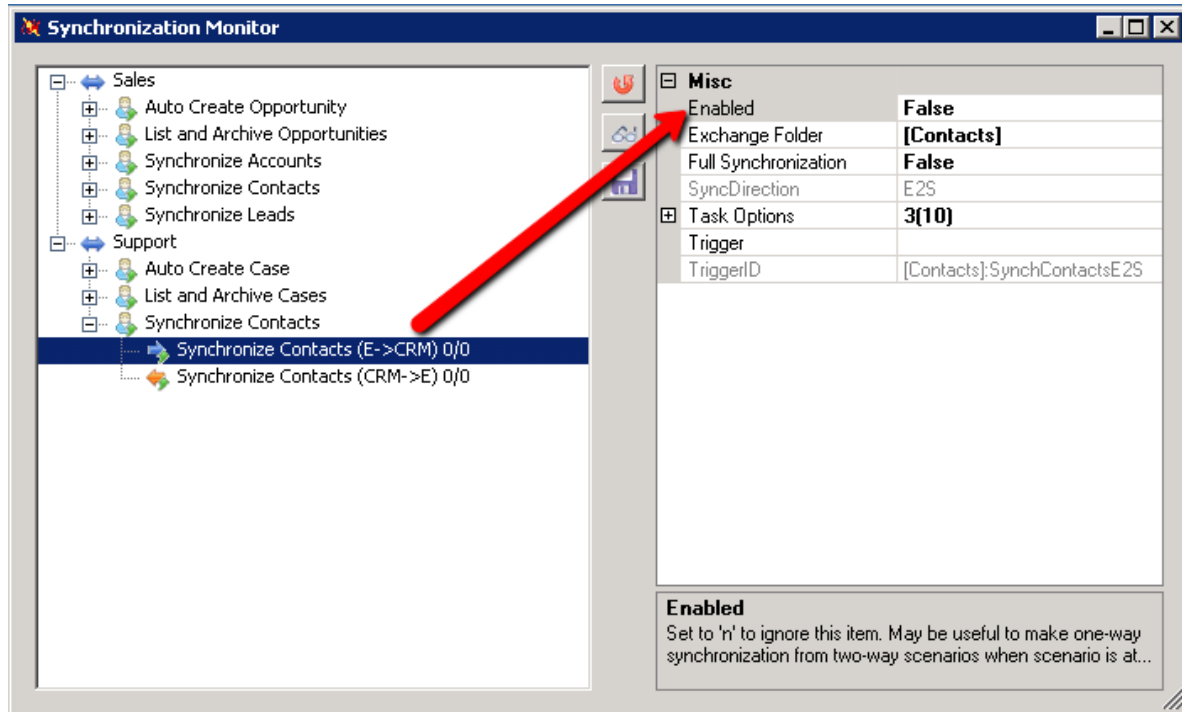 Synchronization Monitor
Sales
Auto Create Opportunity
List and Archive Opportunities
Synchronize Accounts
Synchronize Contacts
Synchronize Leads
Support
Auto Create Case
List and Archive Cases
Synchronize Contacts
Synchronize Contacts (E->CRM) 0/0
Synchronize Contacts (CRM->E) 0/0
Misc
Enabled False
Exchange Folder [Contacts]
Full Synchronization False
SyncDirection E2S
Task Options 3(10)
Trigger
TriggerID [Contacts]:SynchContactsE2S
Enabled
Set to 'n' to ignore this item. May be useful to make one-way
synchronization from two-way scenarios when scenario is at...